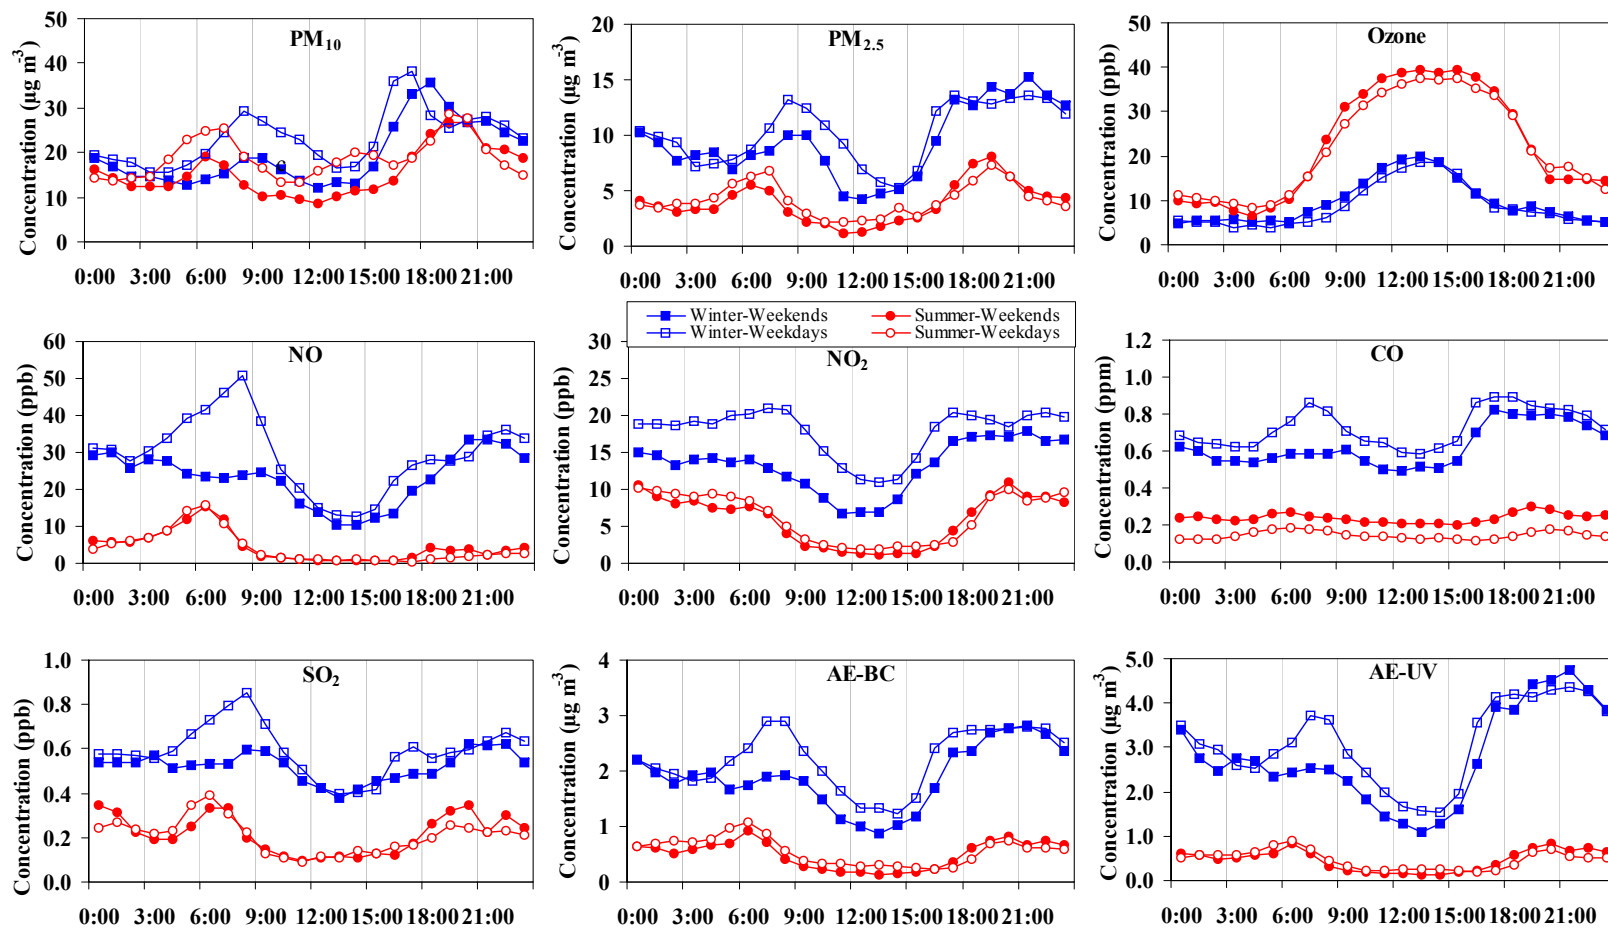 PM10
Concentration (µg m-3)
50
40
30
20
10
0
0:00 3:00 6:00 9:00 12:00 15:00 18:00 21:00
PM2.5
Concentration (µg m-3)
20
15
10
5
0
0:00 3:00 6:00 9:00 12:00 15:00 18:00 21:00
Ozone
Concentration (ppb)
50
40
30
20
10
0
0:00 3:00 6:00 9:00 12:00 15:00 18:00 21:00
Winter-Weekends Summer-Weekends
Winter-Weekdays Summer-Weekdays
NO
Concentration (ppb)
60
50
40
30
20
10
0
0:00 3:00 6:00 9:00 12:00 15:00 18:00 21:00
NO2
Concentration (ppb)
30
25
20
15
10
5
0
0:00 3:00 6:00 9:00 12:00 15:00 18:00 21:00
CO
Concentration (ppm)
1.2
1.0
0.8
0.6
0.4
0.2
0.0
0:00 3:00 6:00 9:00 12:00 15:00 18:00 21:00
SO2
Concentration (ppb)
1.0
0.8
0.6
0.4
0.2
0.0
0:00 3:00 6:00 9:00 12:00 15:00 18:00 21:00
AE-BC
Concentration (µg m-3)
4
3
2
1
0
0:00 3:00 6:00 9:00 12:00 15:00 18:00 21:00
AE-UV
Concentration (µg m-3)
5.0
4.0
3.0
2.0
1.0
0.0
0:00 3:00 6:00 9:00 12:00 15:00 18:00 21:00